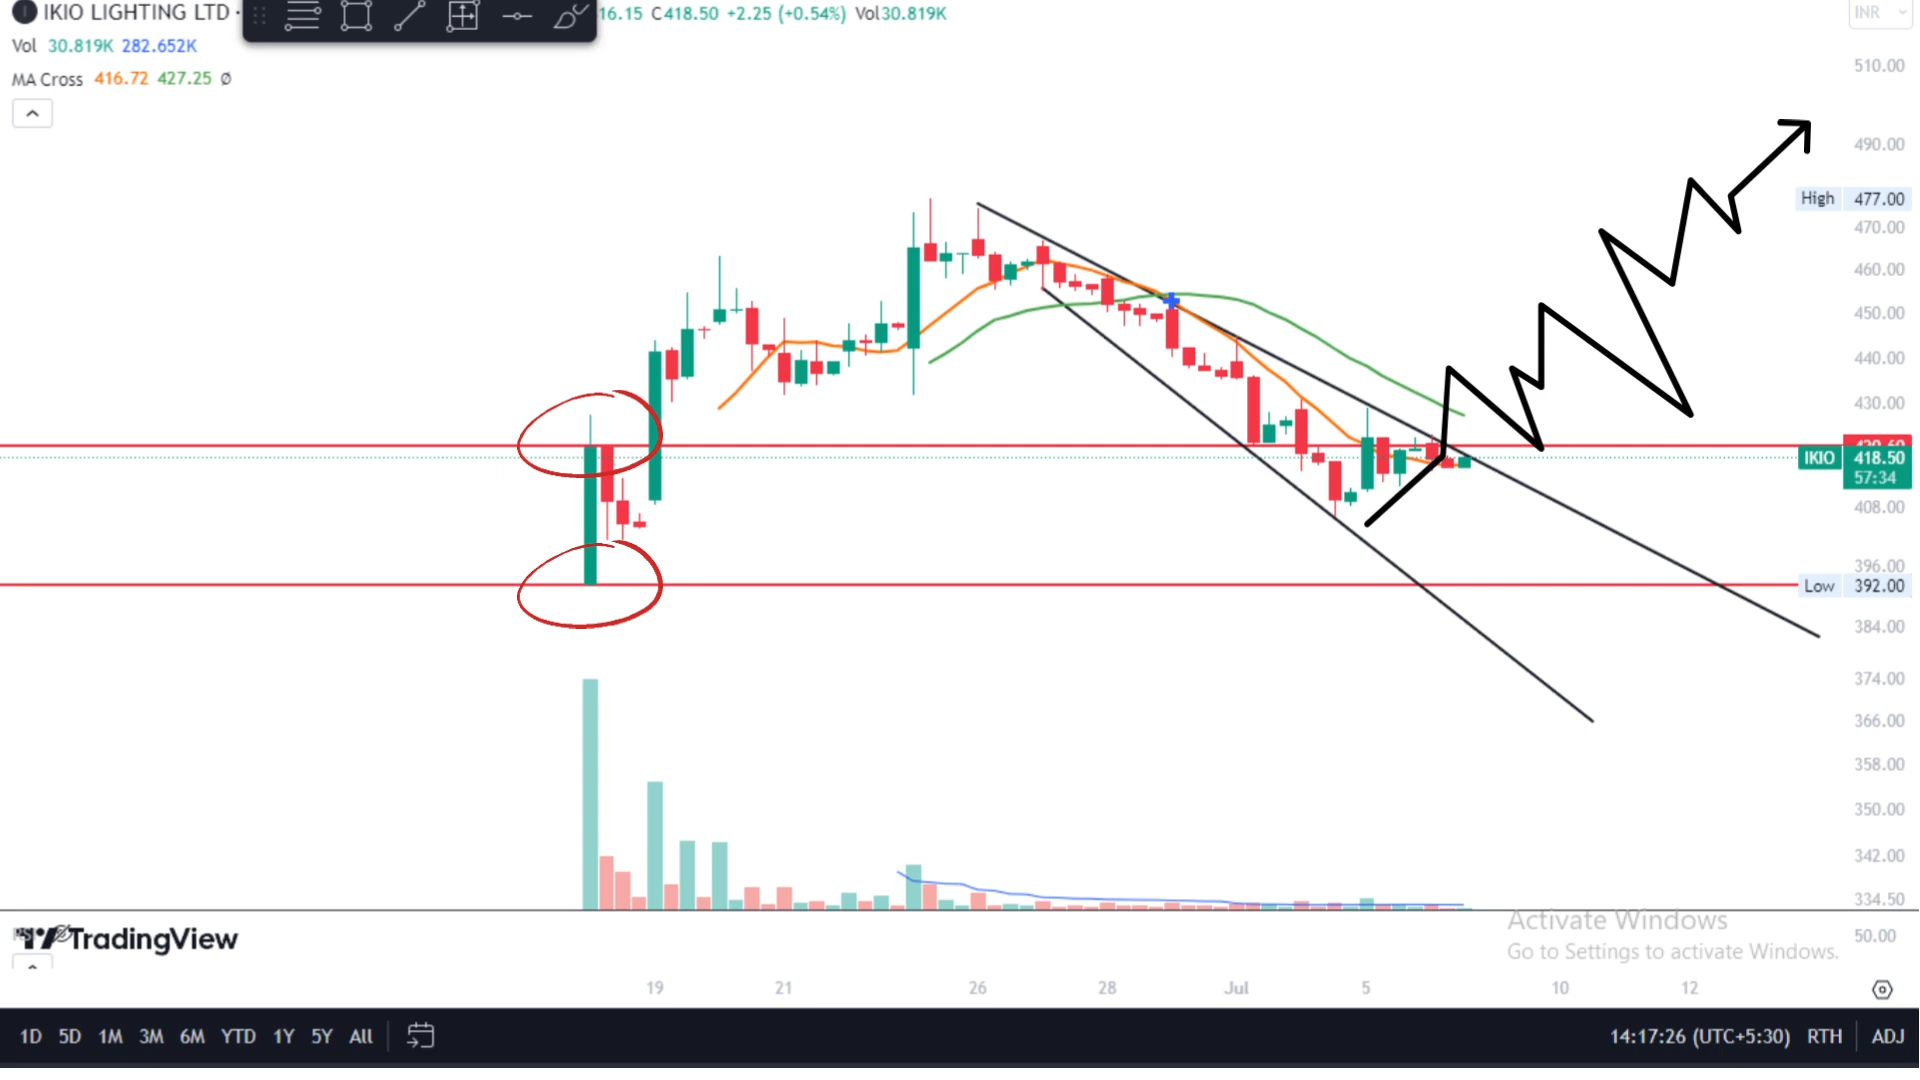 IKIO LIGHTING LTD · 16.15 C418.50 +2.25 (+0.54%) Vol30.819K
INR
Vol 30.819K 282.652K
MA Cross 416.72 427.25 Ø
510.00
490.00
High 477.00
470.00
460.00
450.00
440.00
430.00
IKIO 418.50
57:34
408.00
396.00
Low 392.00
384.00
374.00
366.00
358.00
350.00
342.00
334.50
Activate Windows
Go to Settings to activate Windows.
50.00
TradingView
19 21 26 28 Jul 5 10 12
1D 5D 1M 3M 6M YTD 1Y 5Y All 14:17:26 (UTC+5:30) RTH ADJ